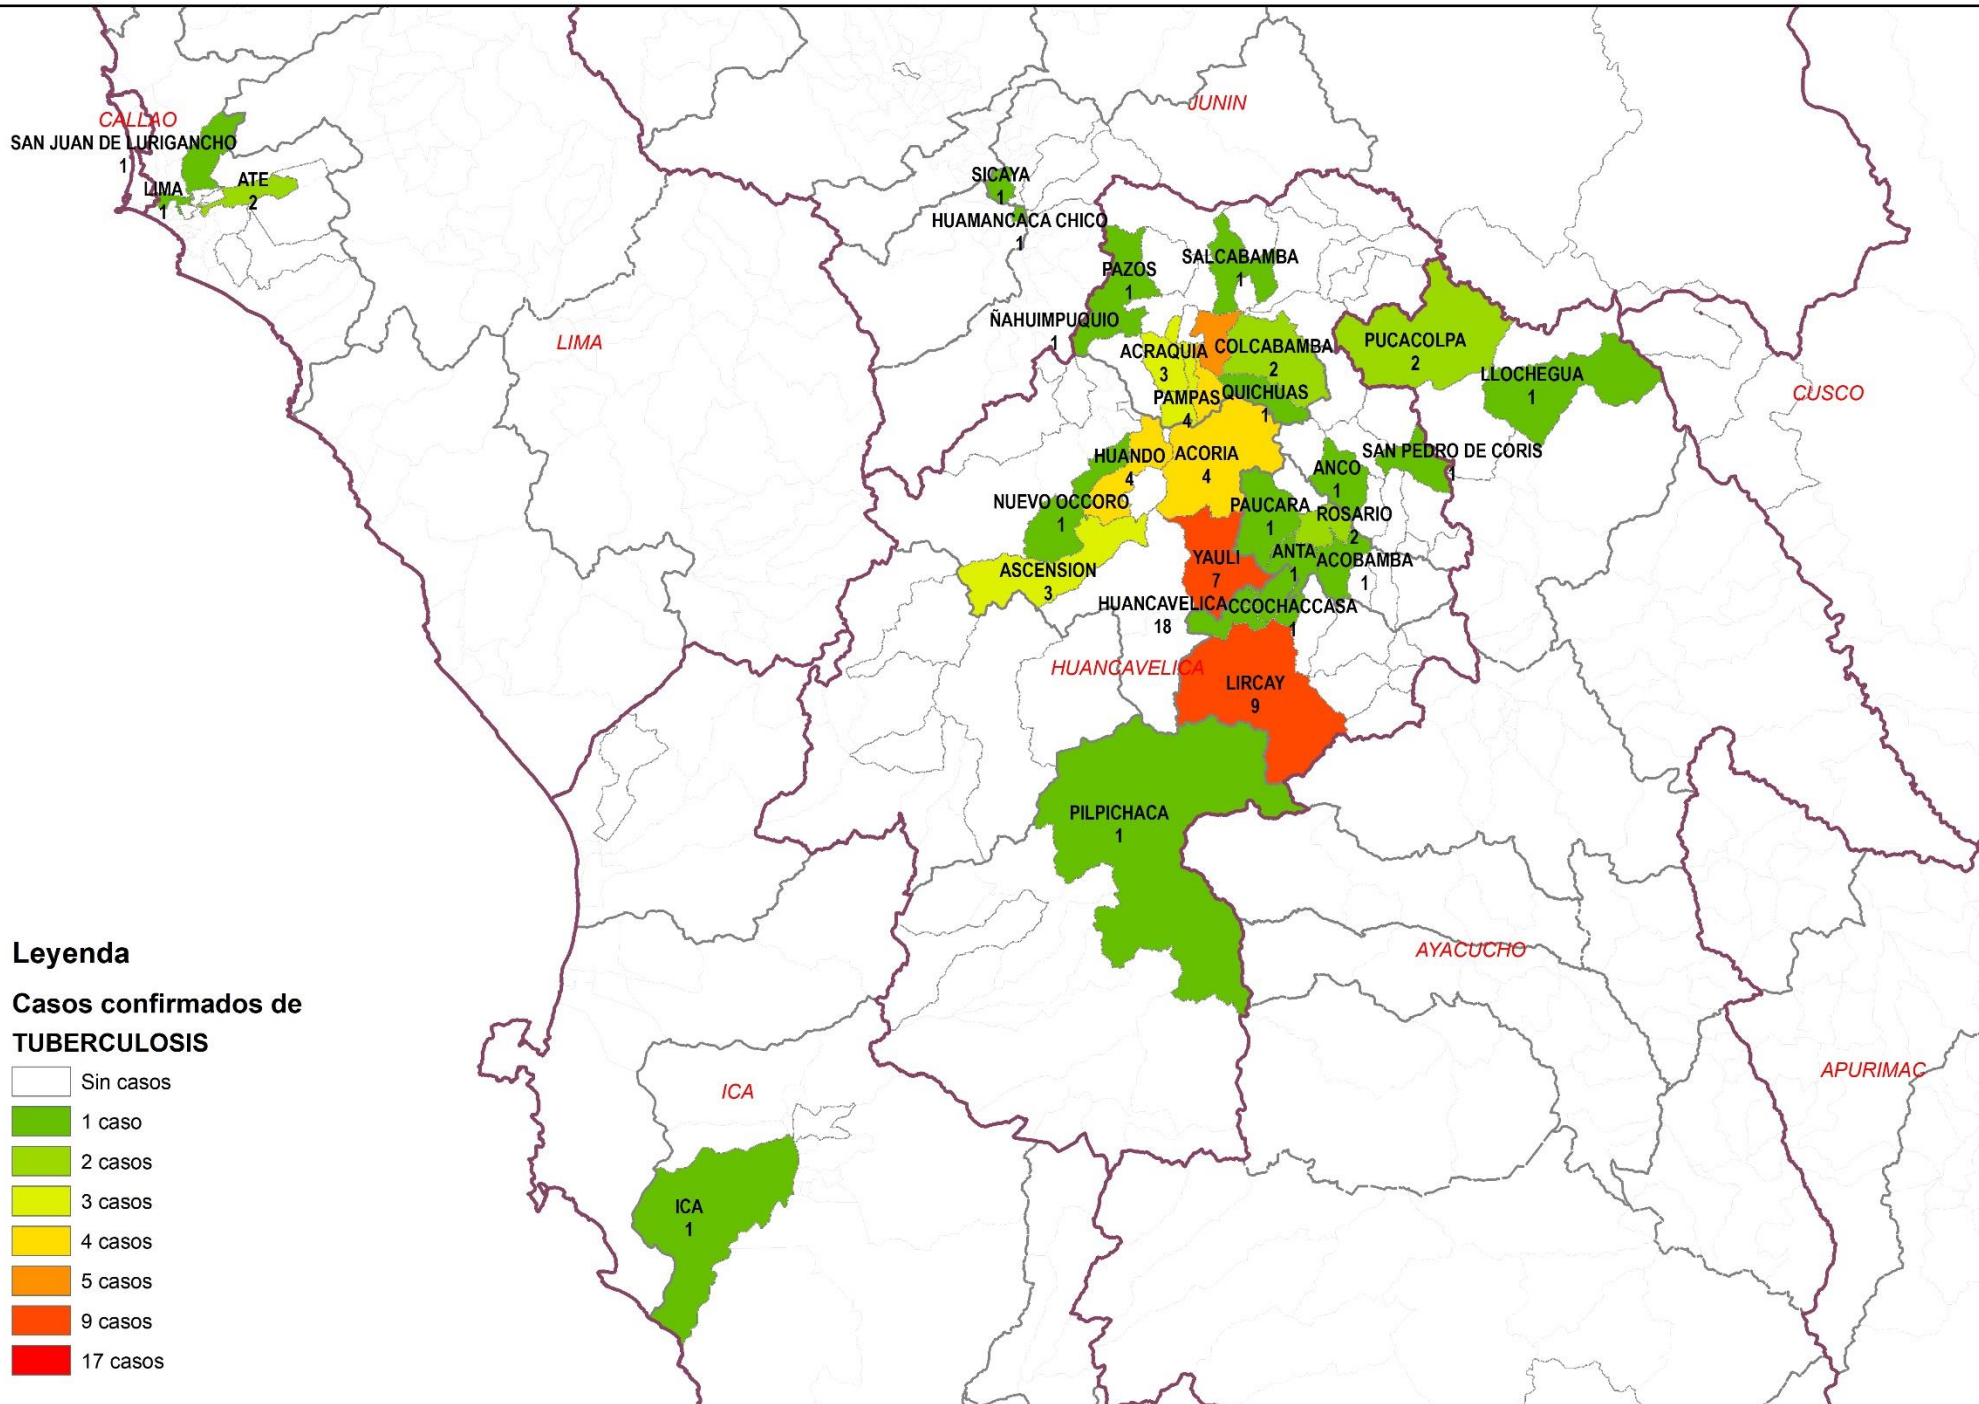 JUNIN
CALLAO
SAN JUAN DE LURIGANCHO
1
LIMA
1
ATE
2
SICAYA
1
HUAMANCACA CHICO
1
PAZOS
1
SALCABAMBA
1
ÑAHUIMPUQUIO
1
LIMA
ACRAQUIA
3
COLCABAMBA
2
PUCACOLPA
2
LLOCHEGUA
1
CUSCO
PAMPAS
4
QUICHUAS
1
HUANDO
4
ACORIA
4
ANCO
1
SAN PEDRO DE CORIS
1
NUEVO OCCORO
1
PAUCARA
1
ROSARIO
2
ASCENSION
3
YAULI
7
ANTA
1
ACOBAMBA
1
HUANCAVELICA
18
CCOCHACCASA
1
HUANCAVELICA
LIRCAY
9
PILPICHACA
1
AYACUCHO
APURIMAC
ICA
ICA
1
Leyenda
Casos confirmados de
TUBERCULOSIS
Sin casos
1 caso
2 casos
3 casos
4 casos
5 casos
9 casos
17 casos